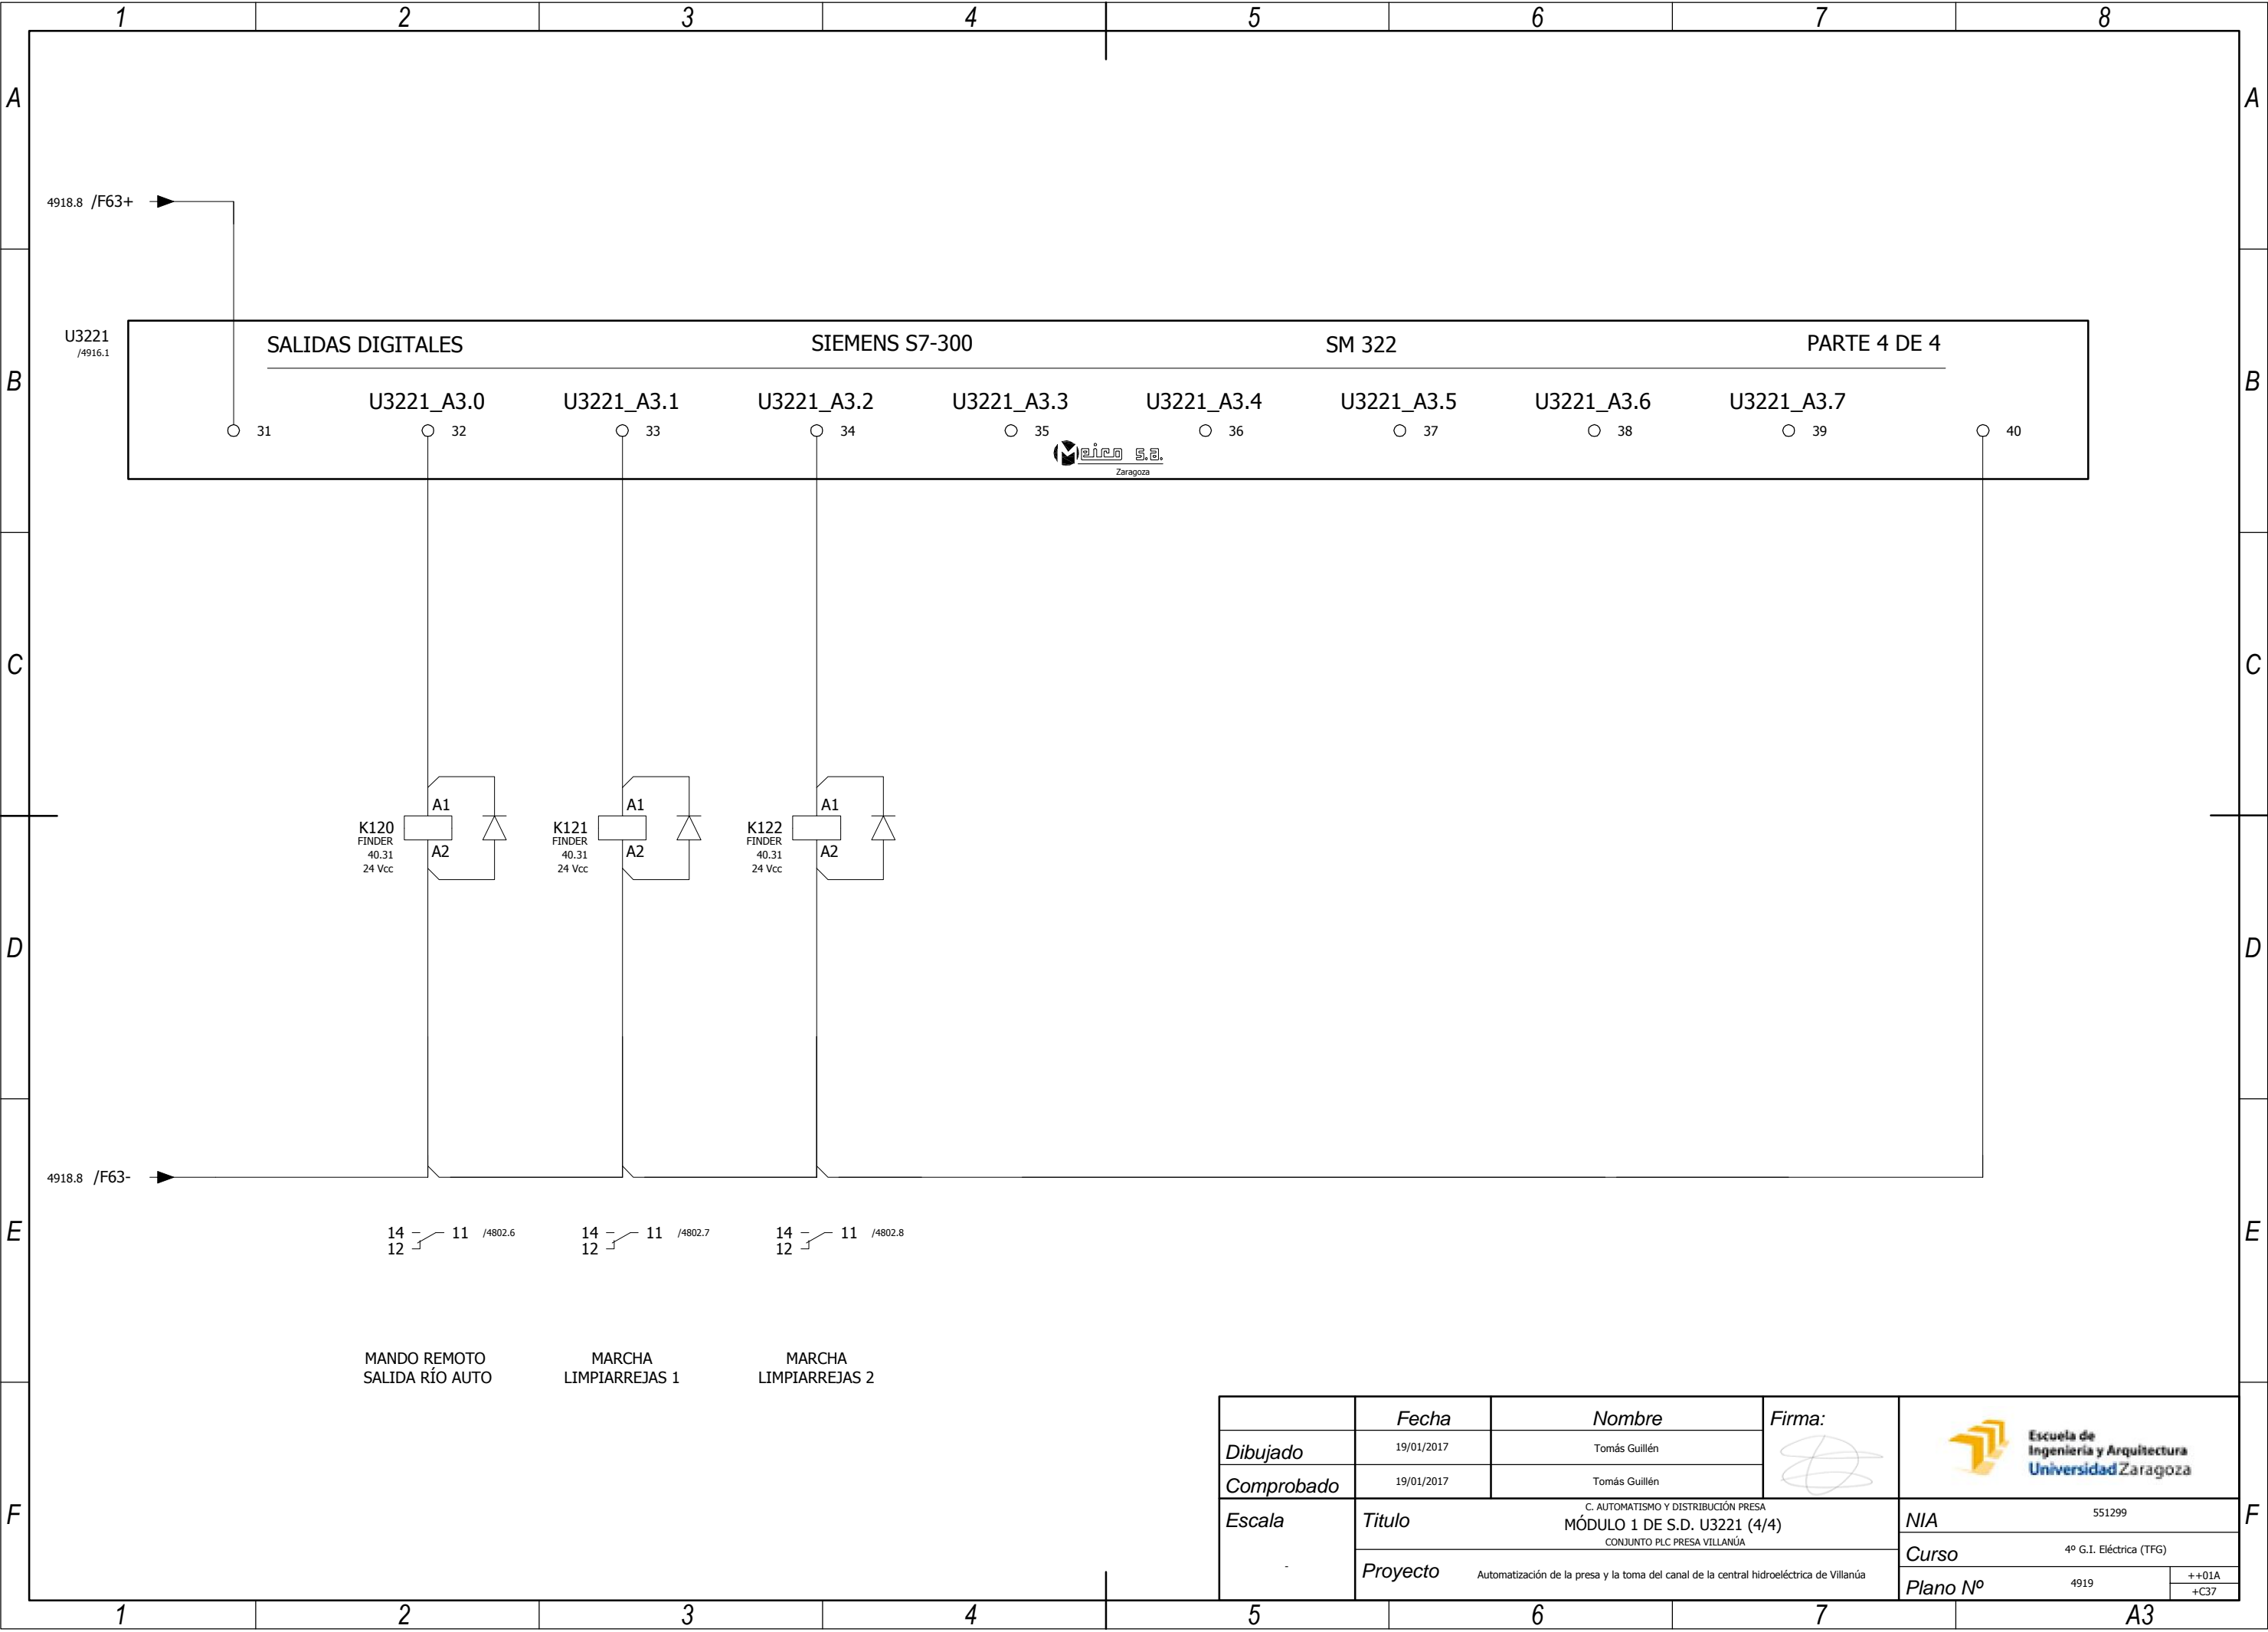 1 2 3 4 5 6 7 8
A A
4918.8 /F63+
U3221
/4916.1
SALIDAS DIGITALES SIEMENS S7-300 SM 322 PARTE 4 DE 4
B B
U3221_A3.0 U3221_A3.1 U3221_A3.2 U3221_A3.3 U3221_A3.4 U3221_A3.5 U3221_A3.6 U3221_A3.7
31 32 33 34 35 36 37 38 39 40
Meico s.a.
Zaragoza
C C
A1 A1 A1
K120 K121 K122
FINDER FINDER FINDER
40.31 40.31 40.31
A2 A2 A2
24 Vcc 24 Vcc 24 Vcc
D D
4918.8 /F63-
E E
14 11 /4802.6 14 11 /4802.7 14 11 /4802.8
12 12 12
MANDO REMOTO
SALIDA RÍO AUTO
MARCHA
LIMPIARREJAS 1
MARCHA
LIMPIARREJAS 2
Fecha Nombre Firma:
Dibujado 19/01/2017 Tomás Guillén
Comprobado 19/01/2017 Tomás Guillén
Escuela de
Ingeniería y Arquitectura
Universidad Zaragoza
F F
Escala
-
Titulo
C. AUTOMATISMO Y DISTRIBUCIÓN PRESA
MÓDULO 1 DE S.D. U3221 (4/4)
CONJUNTO PLC PRESA VILLANÚA
Proyecto Automatización de la presa y la toma del canal de la central hidroeléctrica de Villanúa
NIA 551299
Curso 4º G.I. Eléctrica (TFG)
Plano Nº 4919 ++01A
+C37
1 2 3 4 5 6 7 A3